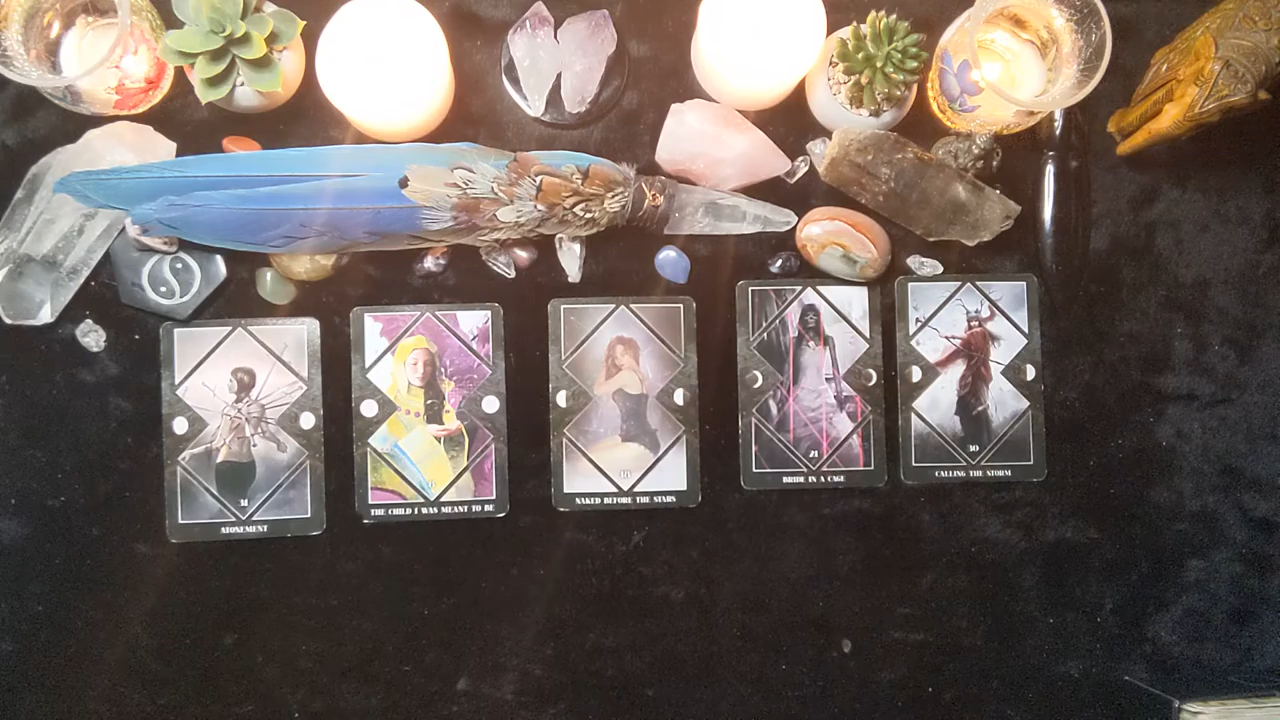 31
ATONEMENT
THE CHILD I WAS MEANT TO BE
NAKED BEFORE THE STARS
21
BRIDE IN A CAGE
30
CALLING THE STORM